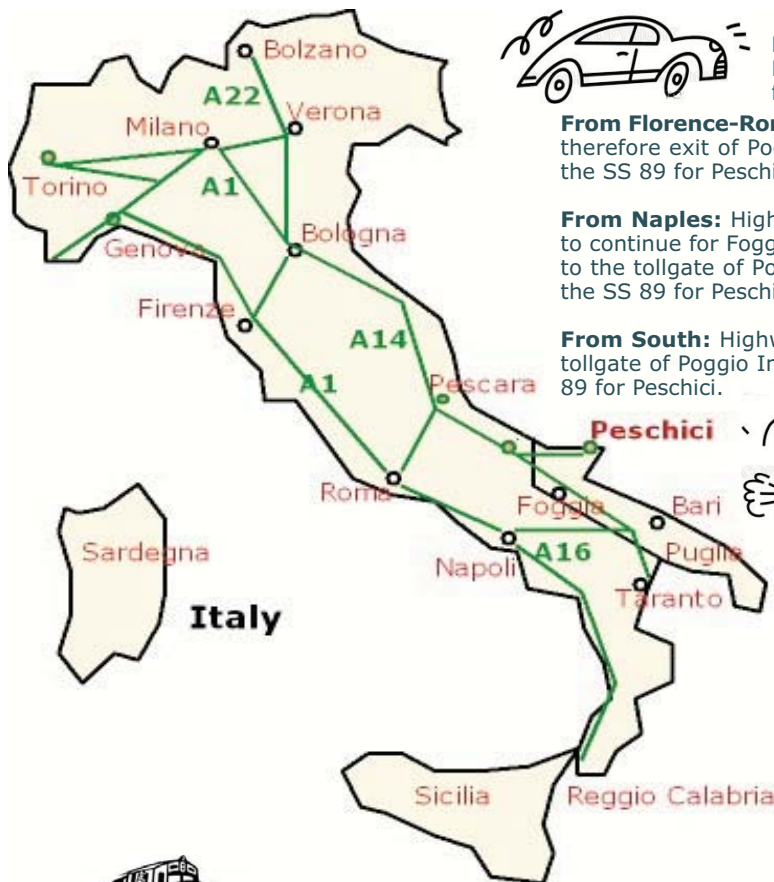 Bolzano
A22
Verona
Milano
Torino
A1
Genova
Bologna
Firenze
A14
A1
Pescara
Peschici
Roma
Foggia
Bari
Sardegna
A16
Puglia
Napoli
Taranto
Italy
Sicilia
Reggio Calabria
From Florence-Ro
therefore exit of Po
the SS 89 for Peschi
From Naples: High
to continue for Fogg
to the tollgate of Po
the SS 89 for Peschi
From South: Highw
tollgate of Poggio In
89 for Peschici.